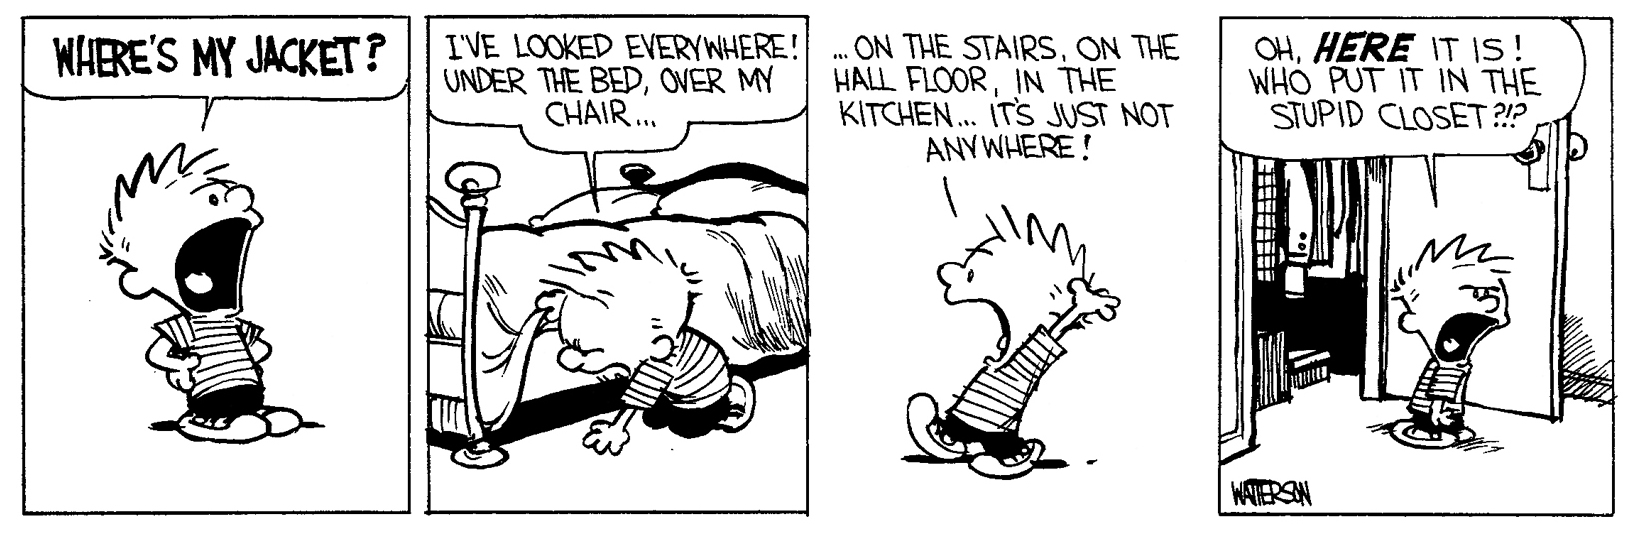 WHERE'S MY JACKET?
I'VE LOOKED EVERYWHERE!
UNDER THE BED, OVER MY
CHAIR...
...ON THE STAIRS, ON THE
HALL FLOOR, IN THE
KITCHEN... IT'S JUST NOT
ANYWHERE!
OH, HERE IT IS!
WHO PUT IT IN THE
STUPID CLOSET?!?
WATTERSON